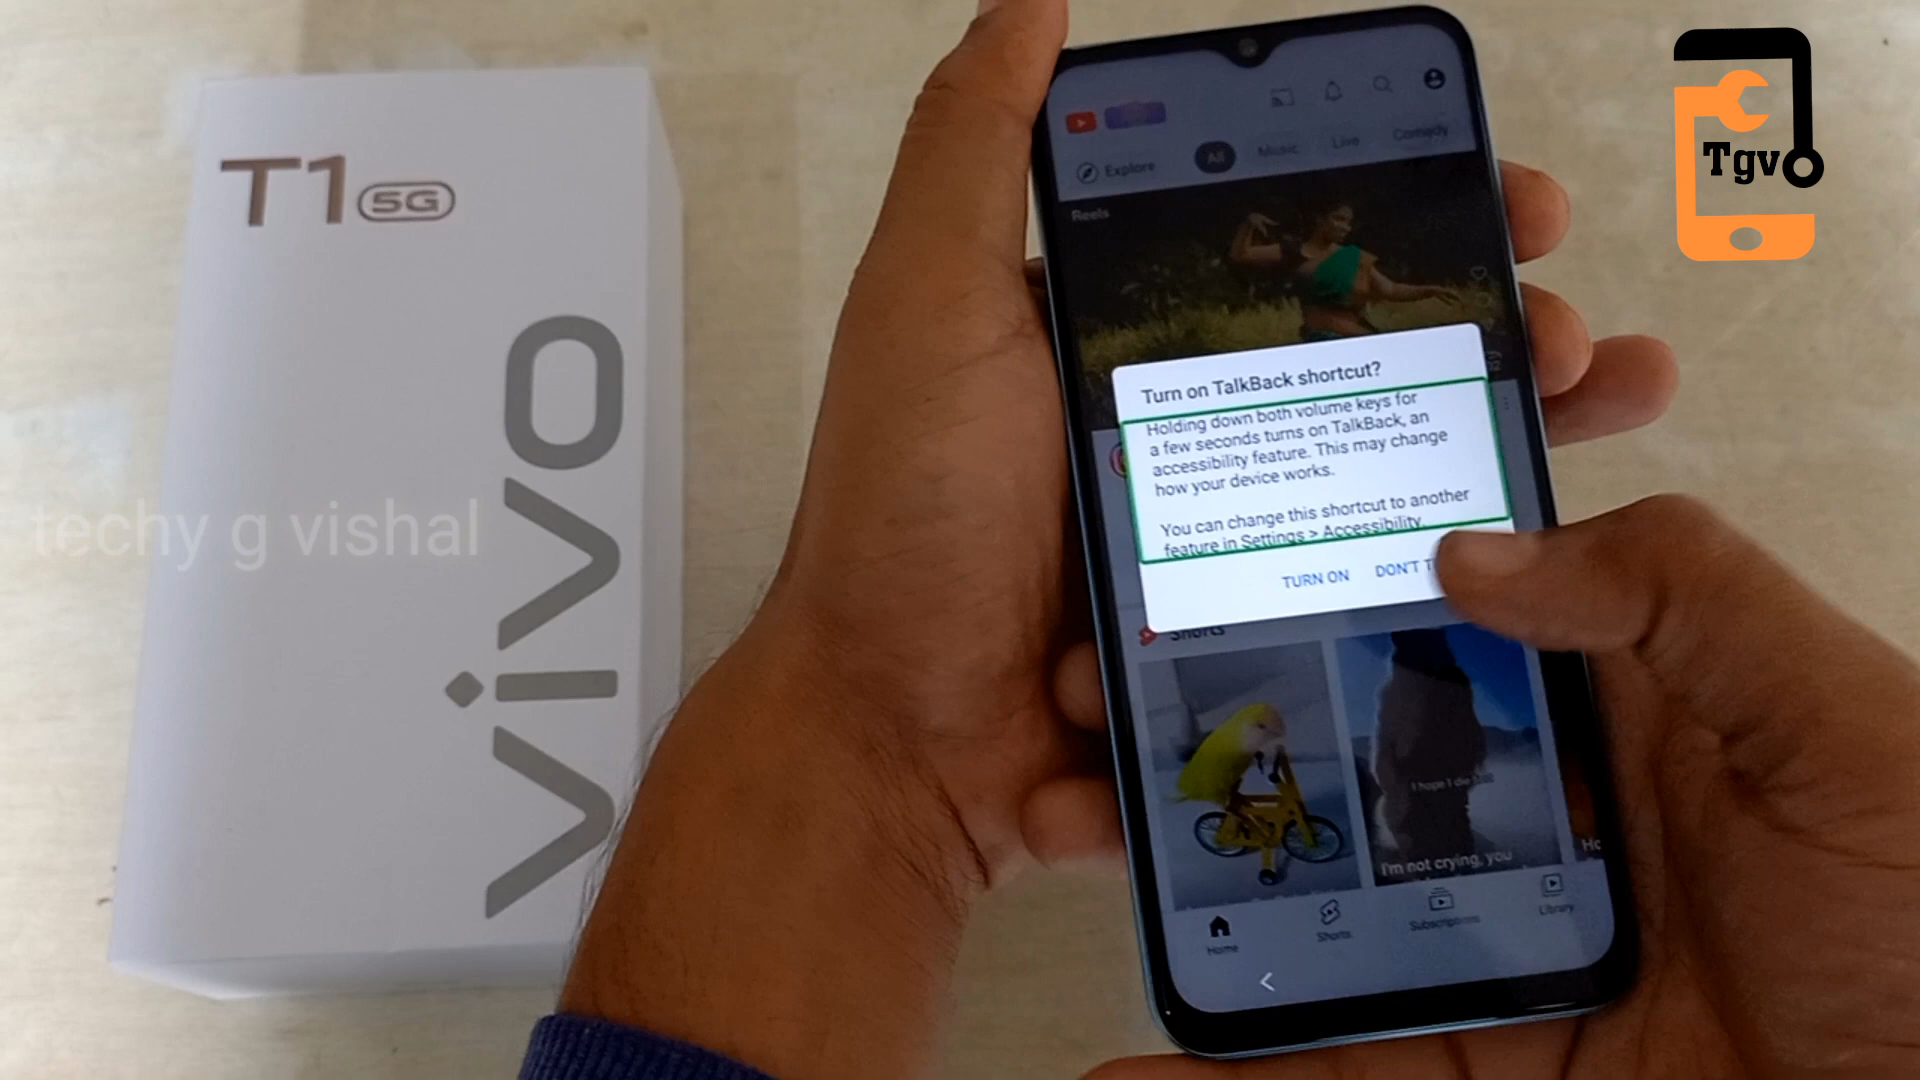 T1 5G
vivo
techy g vishal
Tgv
Explore
All
Music
Live
Comedy
Reels
Turn on TalkBack shortcut?
Holding down both volume keys for
a few seconds turns on TalkBack, an
accessibility feature. This may change
how your device works.
You can change this shortcut to another
feature in Settings > Accessibility.
TURN ON
DON'T T
Shorts
I hope I die
I'm not crying, you
Ho
Home
Shorts
Subscriptions
Library